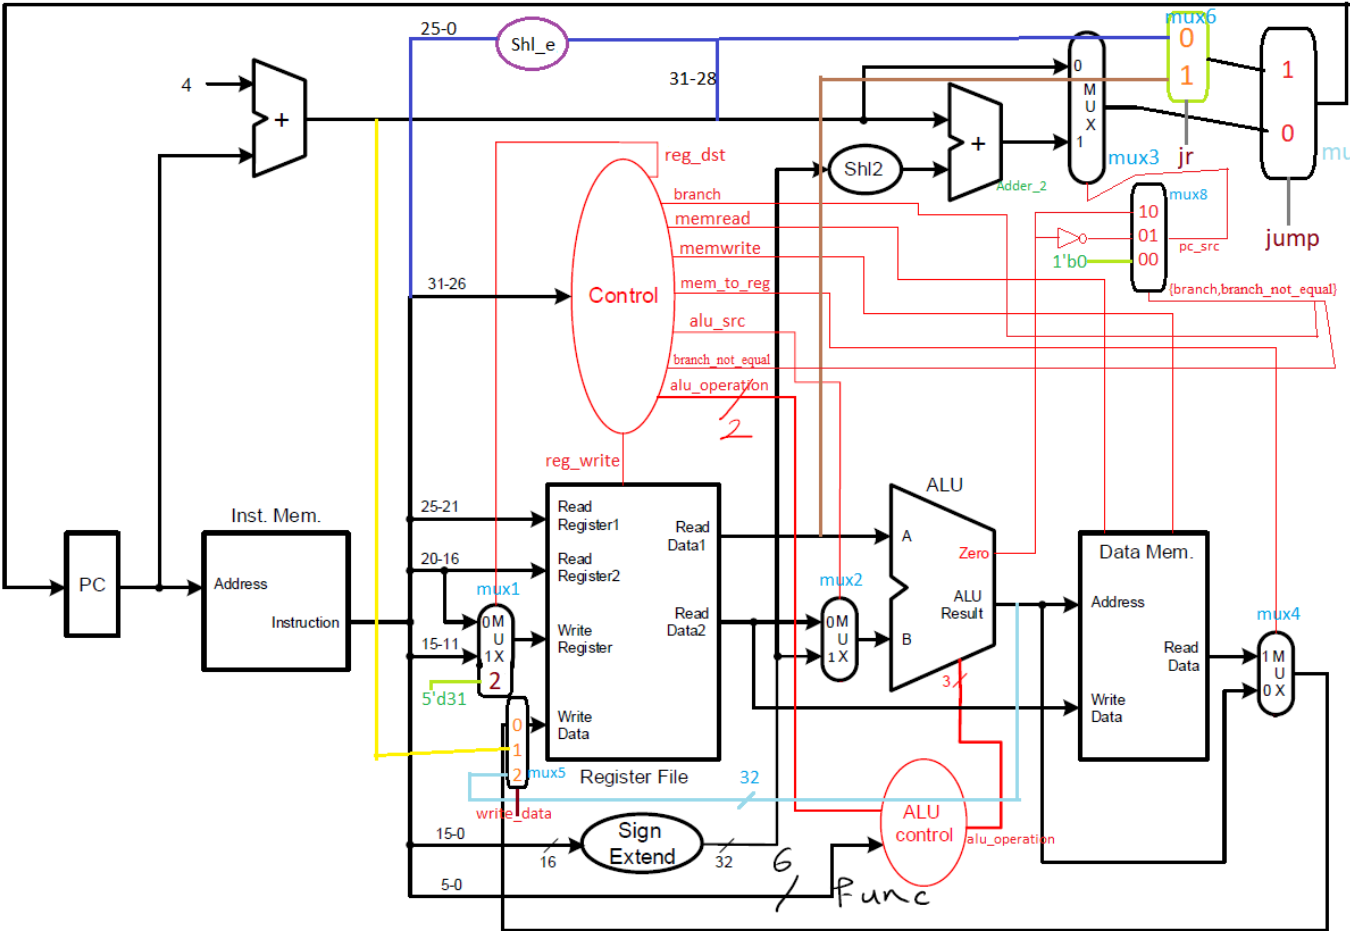 25-0
Shl_e
mux6
0
1
31-28
4
+
0
M
U
X
1
mux3
jr
1
0
mu
jump
+
Adder_2
Shl2
reg_dst
branch
memread
memwrite
mem_to_reg
alu_src
branch_not_equal
alu_operation
2
Control
31-26
reg_write
mux8
10
01
00
1'b0
pc_src
{branch,branch_not_equal}
PC
Inst. Mem.
Address
Instruction
25-21
20-16
15-11
mux1
0 M
U
1 X
2
5'd31
Read
Register1
Read
Register2
Write
Register
Write
Data
Read
Data1
Read
Data2
Register File
0
1
2
mux5
write_data
mux2
0 M
U
1 X
ALU
A
B
Zero
ALU
Result
3
32
Data Mem.
Address
Read
Data
Write
Data
mux4
1 M
U
0 X
15-0
16
Sign
Extend
32
ALU
control
alu_operation
5-0
6
Func